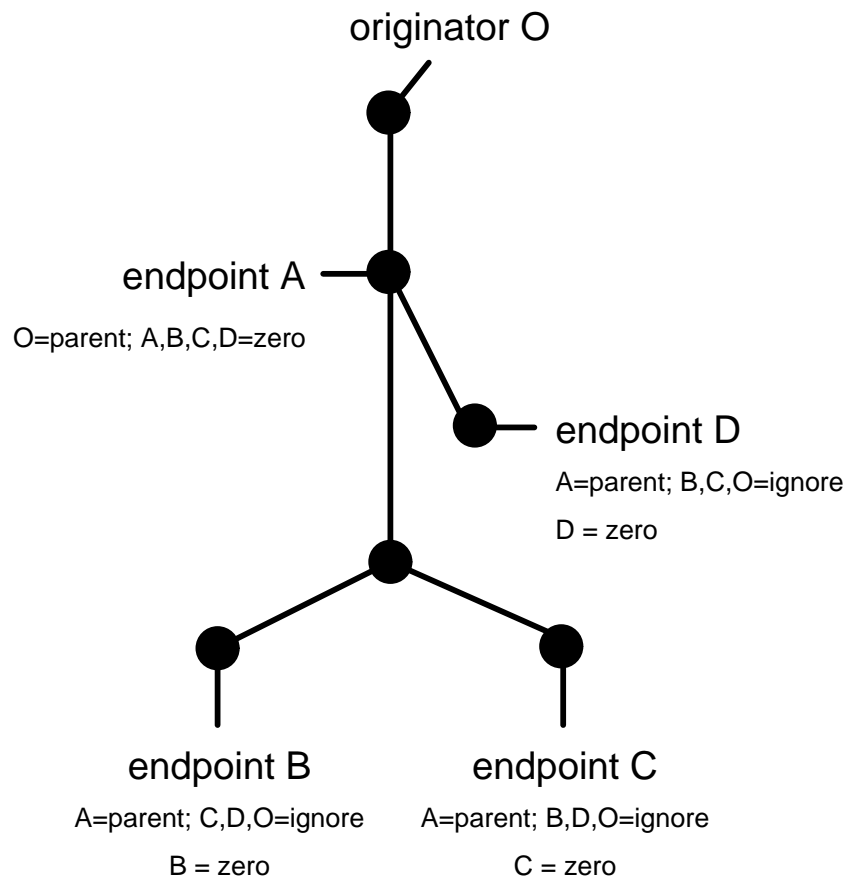 originator O
endpoint A
O=parent; A,B,C,D=zero
endpoint D
A=parent; B,C,O=ignore
D = zero
endpoint B
A=parent; C,D,O=ignore
B = zero
endpoint C
A=parent; B,D,O=ignore
C = zero